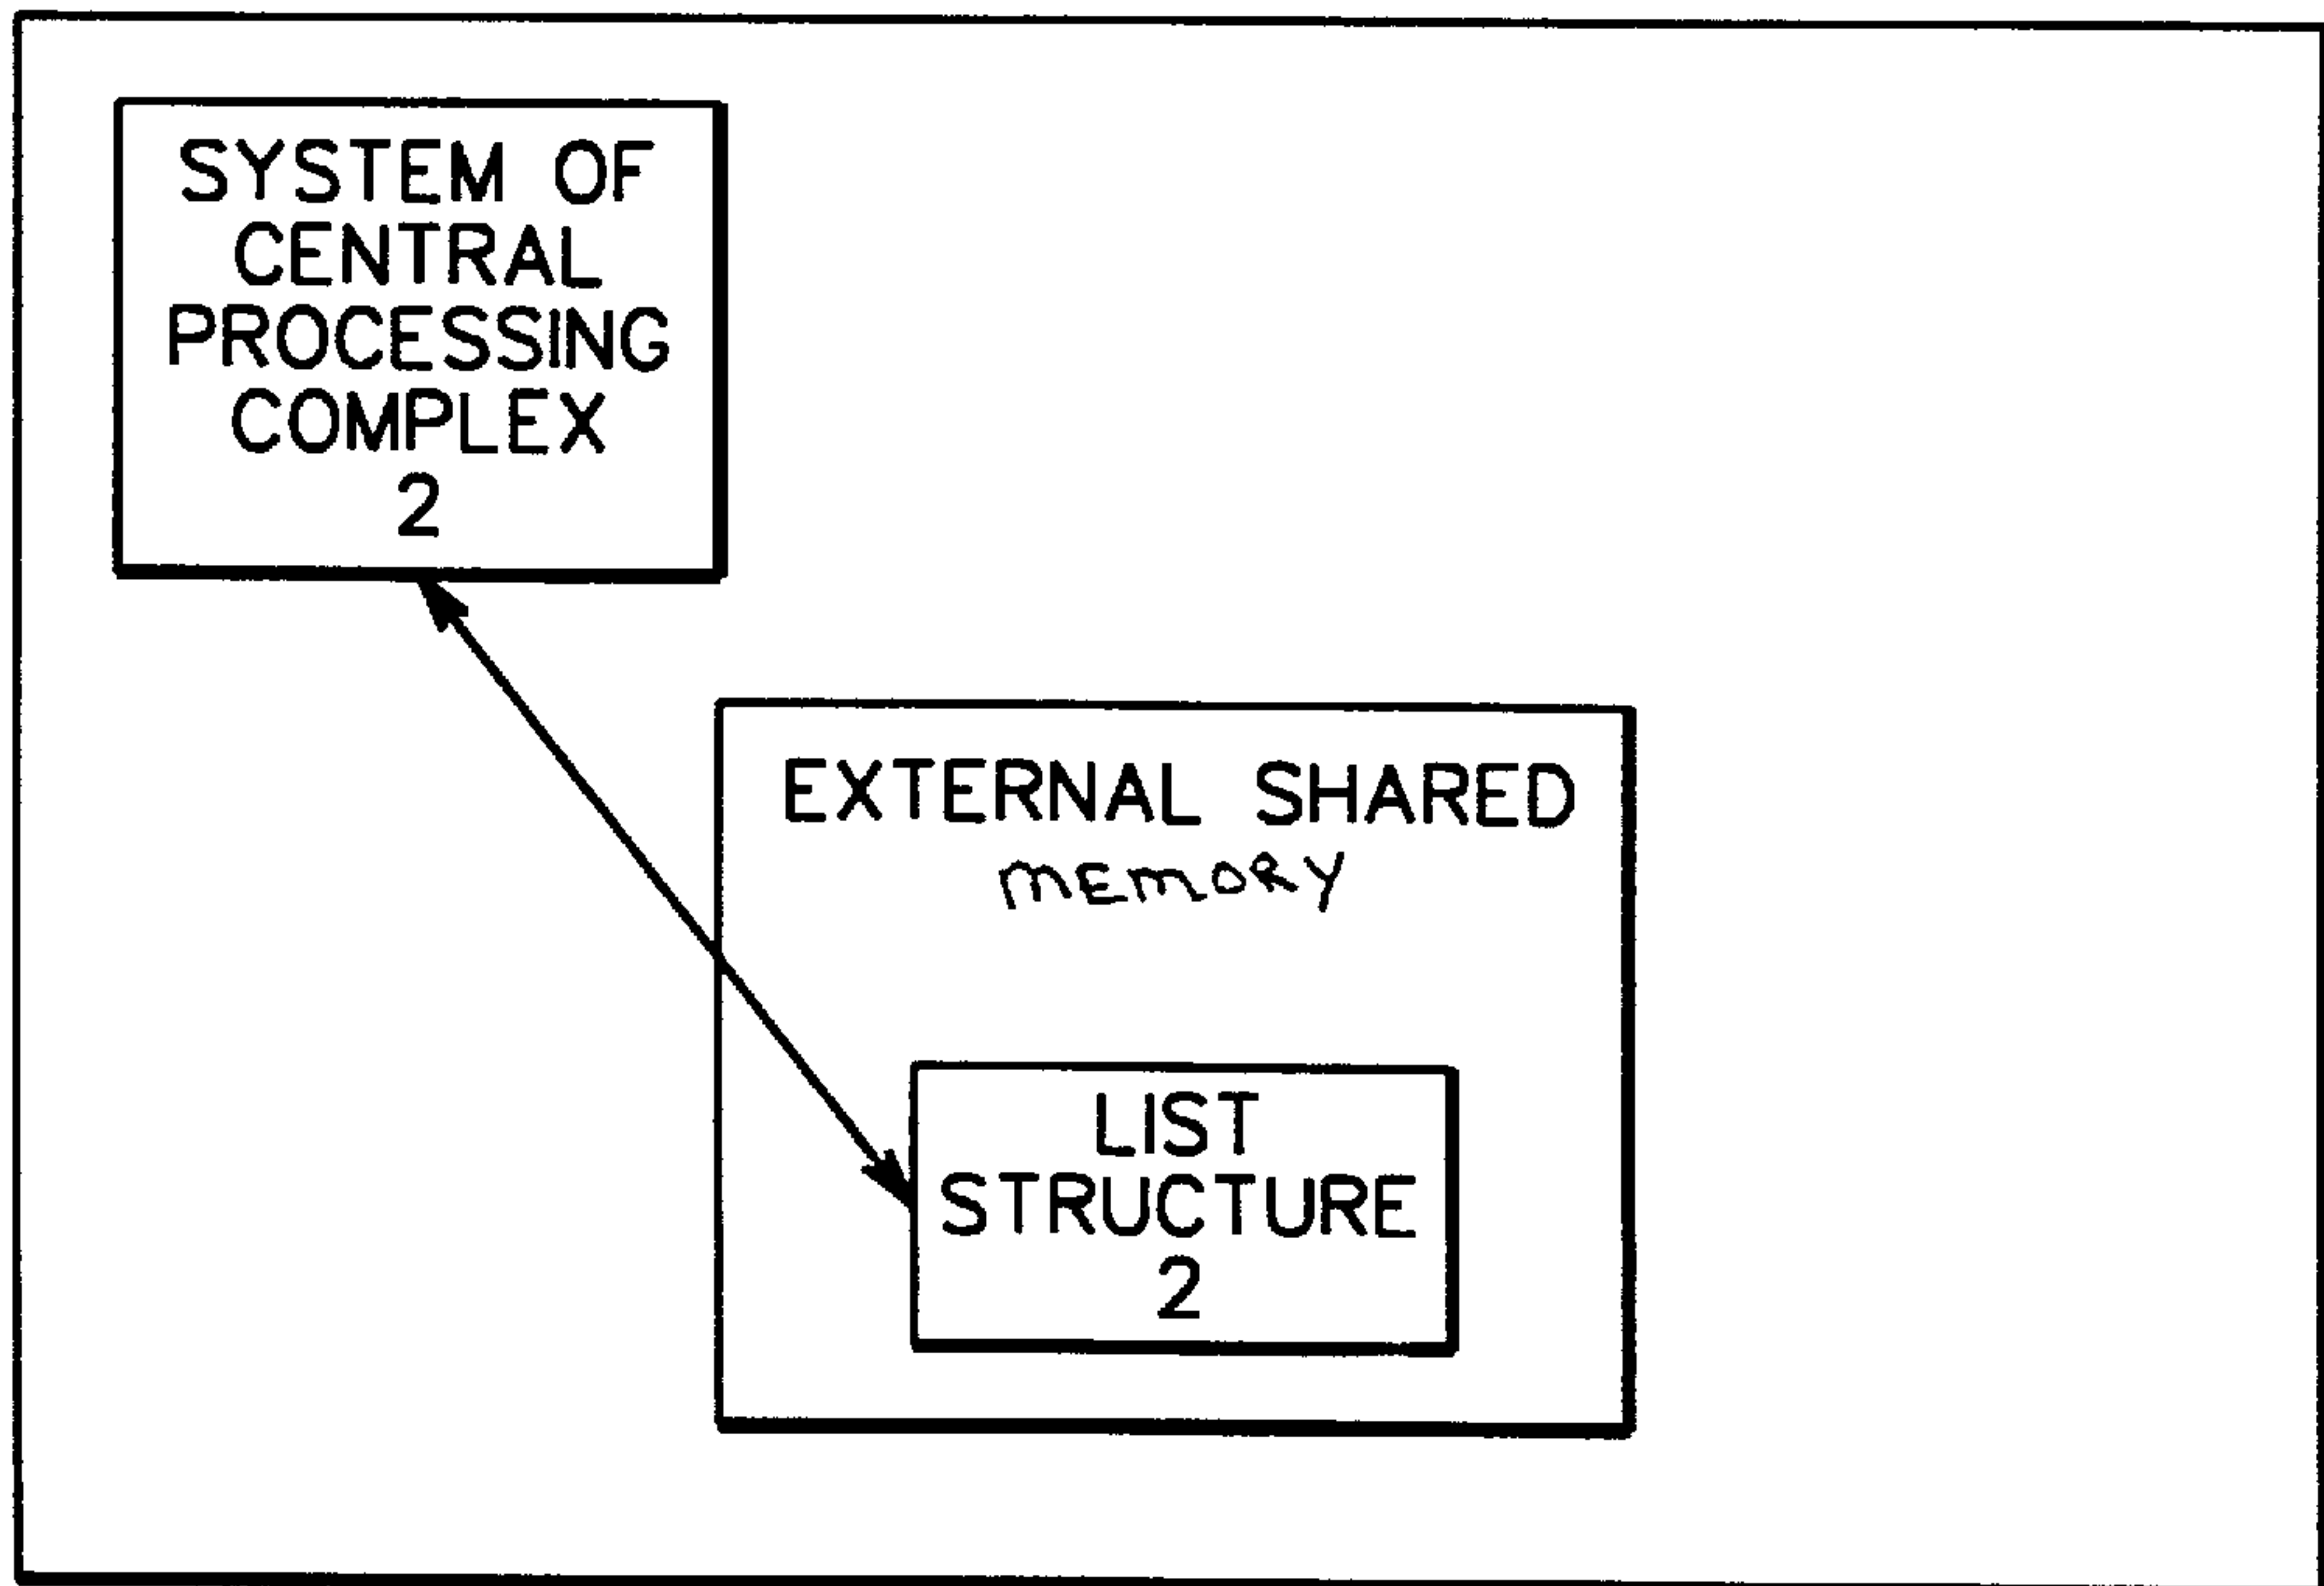 SYSTEM OF
CENTRAL
PROCESSING
COMPLEX
2
EXTERNAL SHARED
MEMORY
LIST
STRUCTURE
2